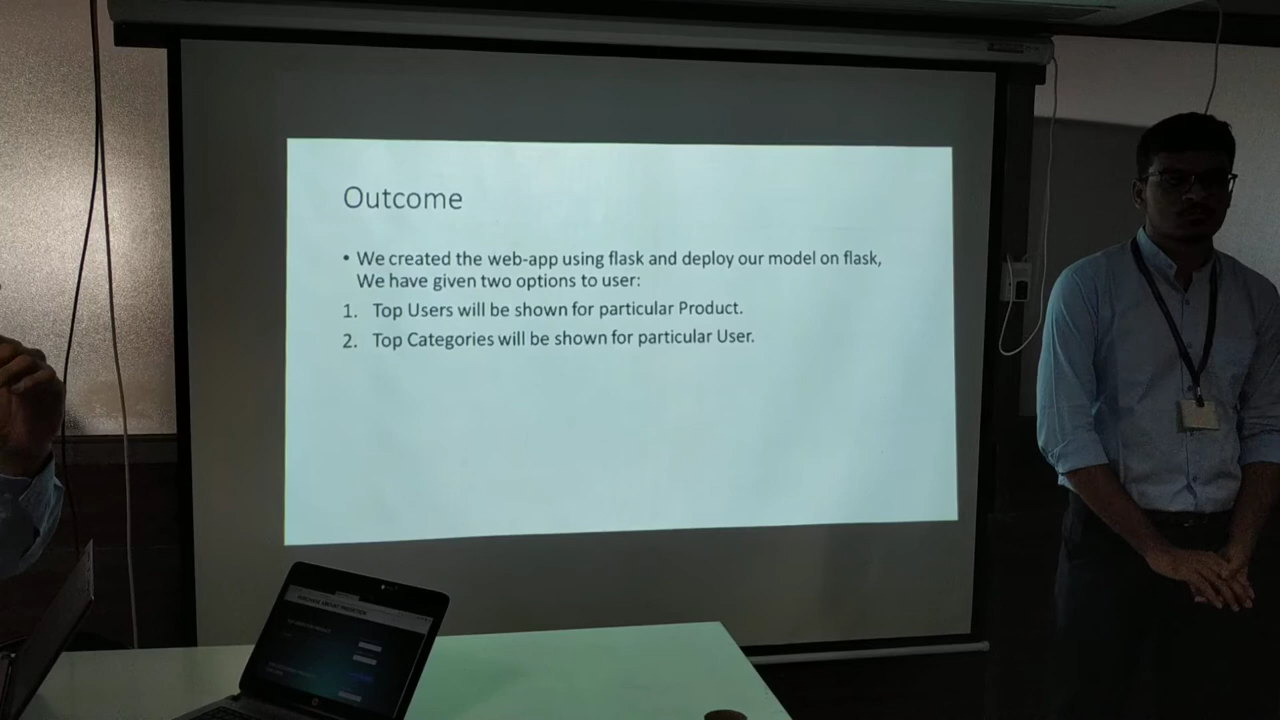 Outcome
• We created the web-app using flask and deploy our model on flask,
We have given two options to user:
1. Top Users will be shown for particular Product.
2. Top Categories will be shown for particular User.